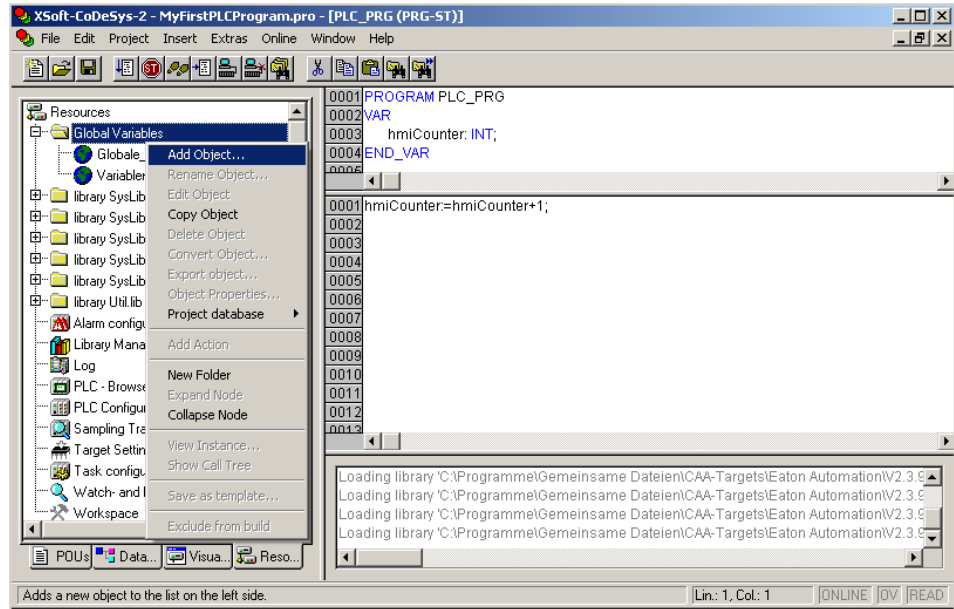 XSoft-CoDeSys-2 - MyFirstPLCProgram.pro - [PLC_PRG (PRG-ST)]
File Edit Project Insert Extras Online Window Help
Resources
Global Variables
Globale_
Variablen
library SysLib
library SysLib
library SysLib
library SysLib
library SysLib
library Util.lib
Alarm configu
Library Mana
Log
PLC - Browse
PLC Configur
Sampling Tra
Target Settin
Task configu
Watch- and
Workspace
Add Object...
Rename Object...
Edit Object
Copy Object
Delete Object
Convert Object...
Export object...
Object Properties...
Project database
Add Action
New Folder
Expand Node
Collapse Node
View Instance...
Show Call Tree
Save as template...
Exclude from build
POUs Data... Visua... Reso...
0001 PROGRAM PLC_PRG
0002 VAR
0003 hmiCounter: INT;
0004 END_VAR
0001 hmiCounter:=hmiCounter+1;
0002
0003
0004
0005
0006
0007
0008
0009
0010
0011
0012
0013
Loading library 'C:\Programme\Gemeinsame Dateien\CAA-Targets\Eaton Automation\V2.3.9
Loading library 'C:\Programme\Gemeinsame Dateien\CAA-Targets\Eaton Automation\V2.3.9
Loading library 'C:\Programme\Gemeinsame Dateien\CAA-Targets\Eaton Automation\V2.3.9
Loading library 'C:\Programme\Gemeinsame Dateien\CAA-Targets\Eaton Automation\V2.3.9
Adds a new object to the list on the left side.
Lin.: 1, Col.: 1 ONLINE OV READ